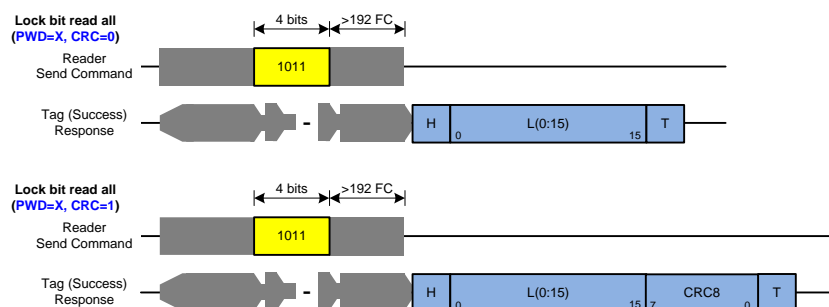 Lock bit read all
(PWD=X, CRC=0)
4 bits
>192 FC
Reader
Send Command
1011
Tag (Success)
Response
-
H
0
L(0:15)
15
T
Lock bit read all
(PWD=X, CRC=1)
4 bits
>192 FC
Reader
Send Command
1011
Tag (Success)
Response
-
H
0
L(0:15)
15
7
CRC8
0
T